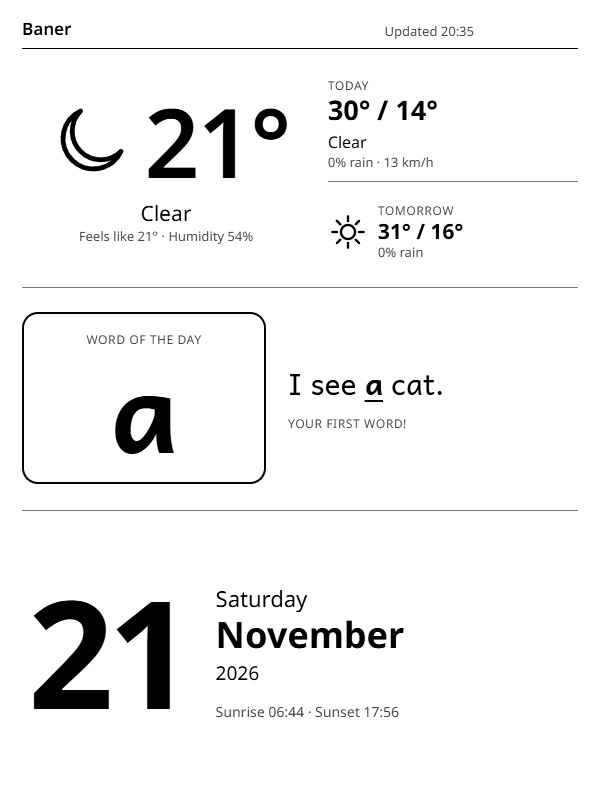 Baner
Updated 20:35
21°
Clear
Feels like 21° · Humidity 54%
TODAY
30° / 14°
Clear
0% rain · 13 km/h
TOMORROW
31° / 16°
0% rain
WORD OF THE DAY
a
I see a cat.
YOUR FIRST WORD!
21
Saturday
November
2026
Sunrise 06:44 · Sunset 17:56